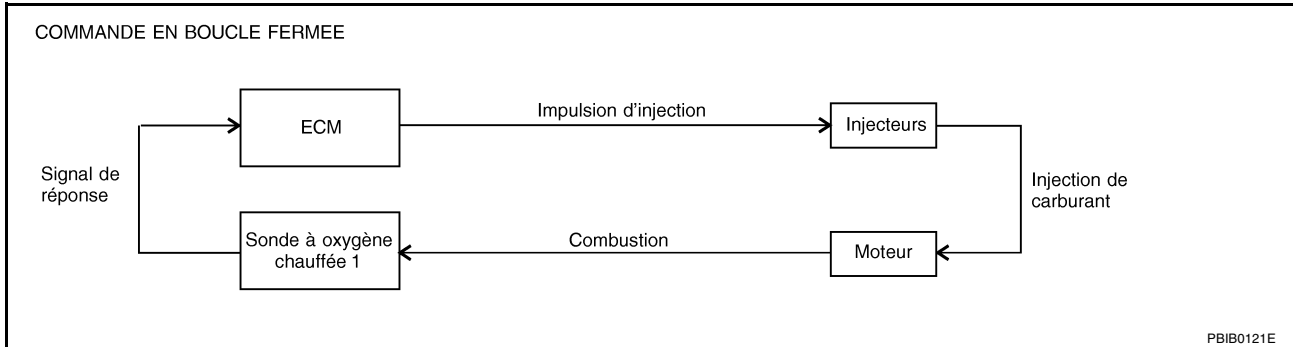 COMMANDE EN BOUCLE FERMEE
ECM
Impulsion d'injection
Injecteurs
Signal de
réponse
Injection de
carburant
Sonde à oxygène
chauffée 1
Combustion
Moteur
PBIB0121E